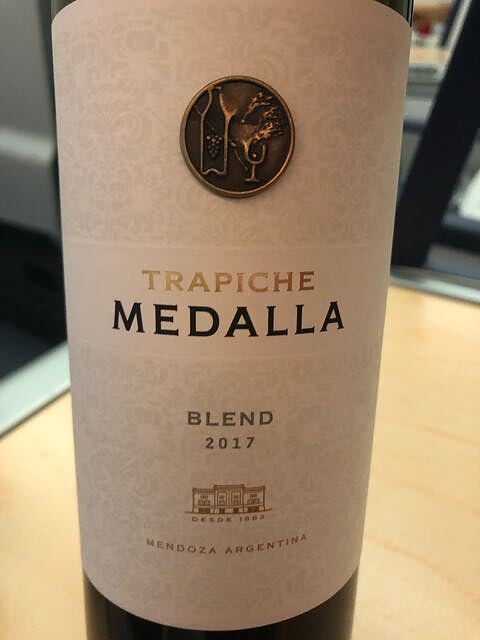 TRAPICHE
MEDALLA
BLEND
2017
DESDE 1883
MENDOZA ARGENTINA